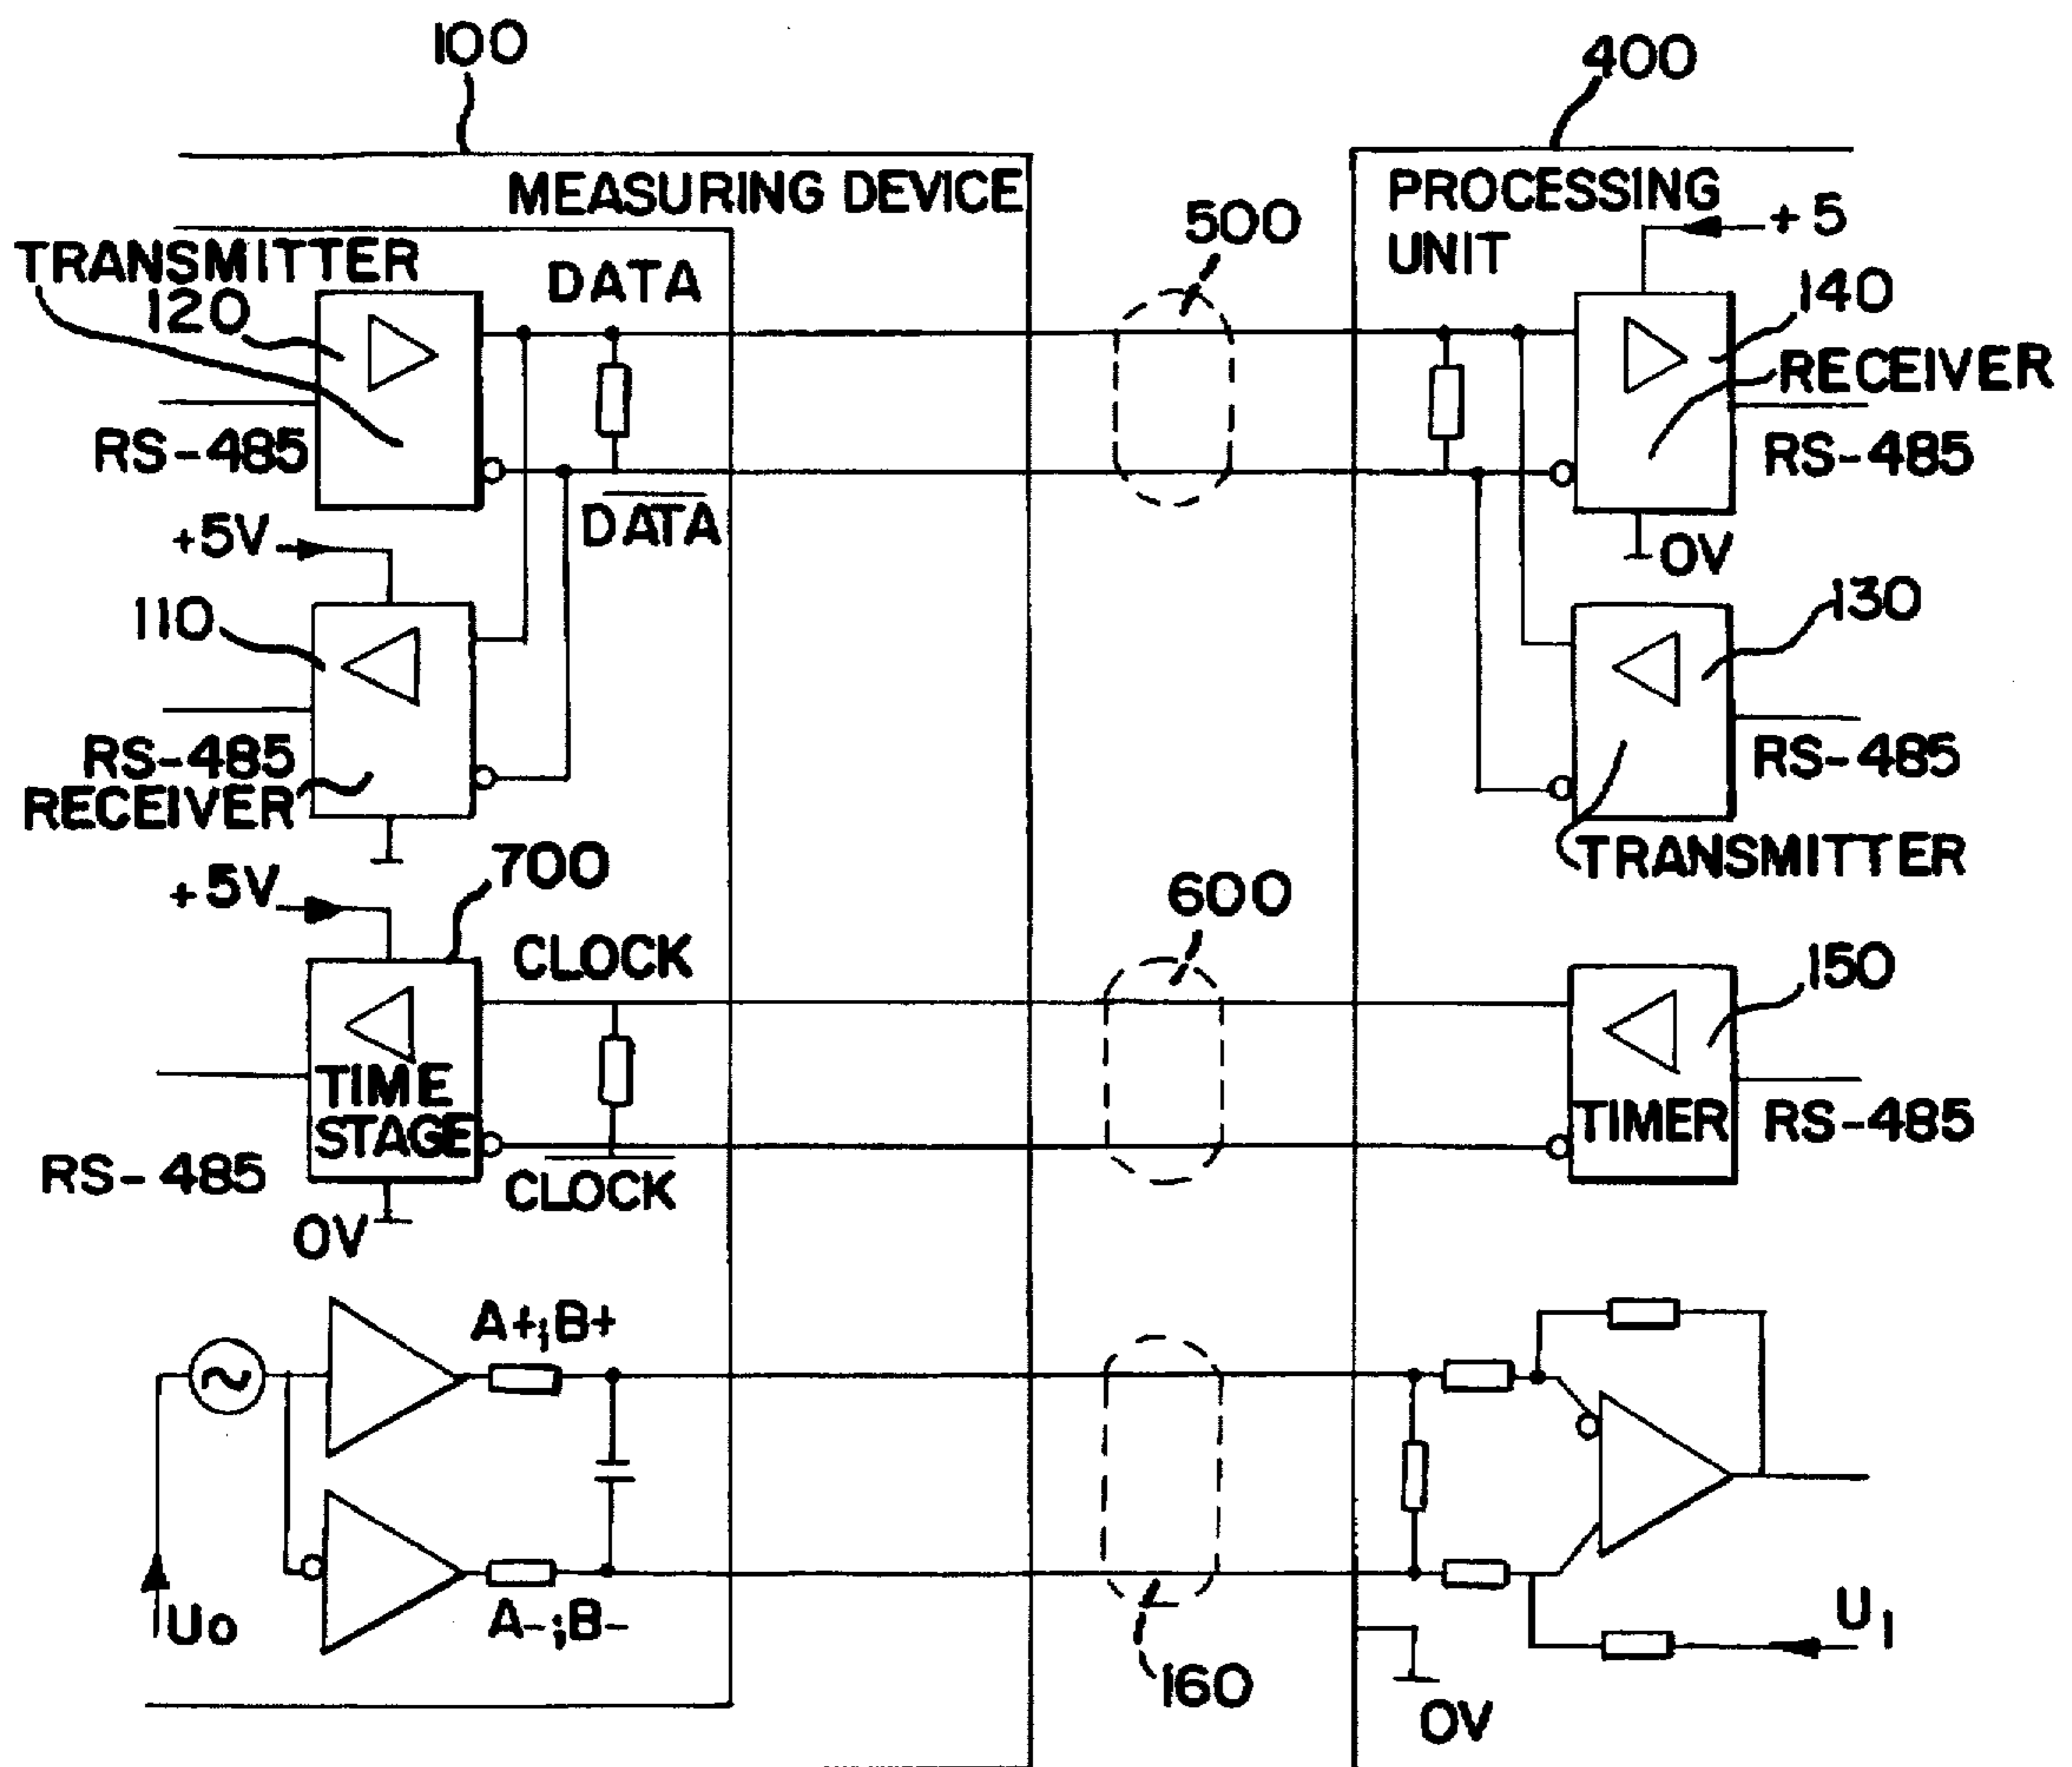 100
400
MEASURING DEVICE
PROCESSING
UNIT
500
+5
TRANSMITTER
120
DATA
140
RECEIVER
RS-485
RS-485
DATA
+5V
0V
110
130
RS-485
RECEIVER
RS-485
TRANSMITTER
+5V
700
600
CLOCK
150
TIME
STAGE
TIMER
RS-485
RS-485
CLOCK
0V
A+;B+
U0
A-;B-
U1
160
0V